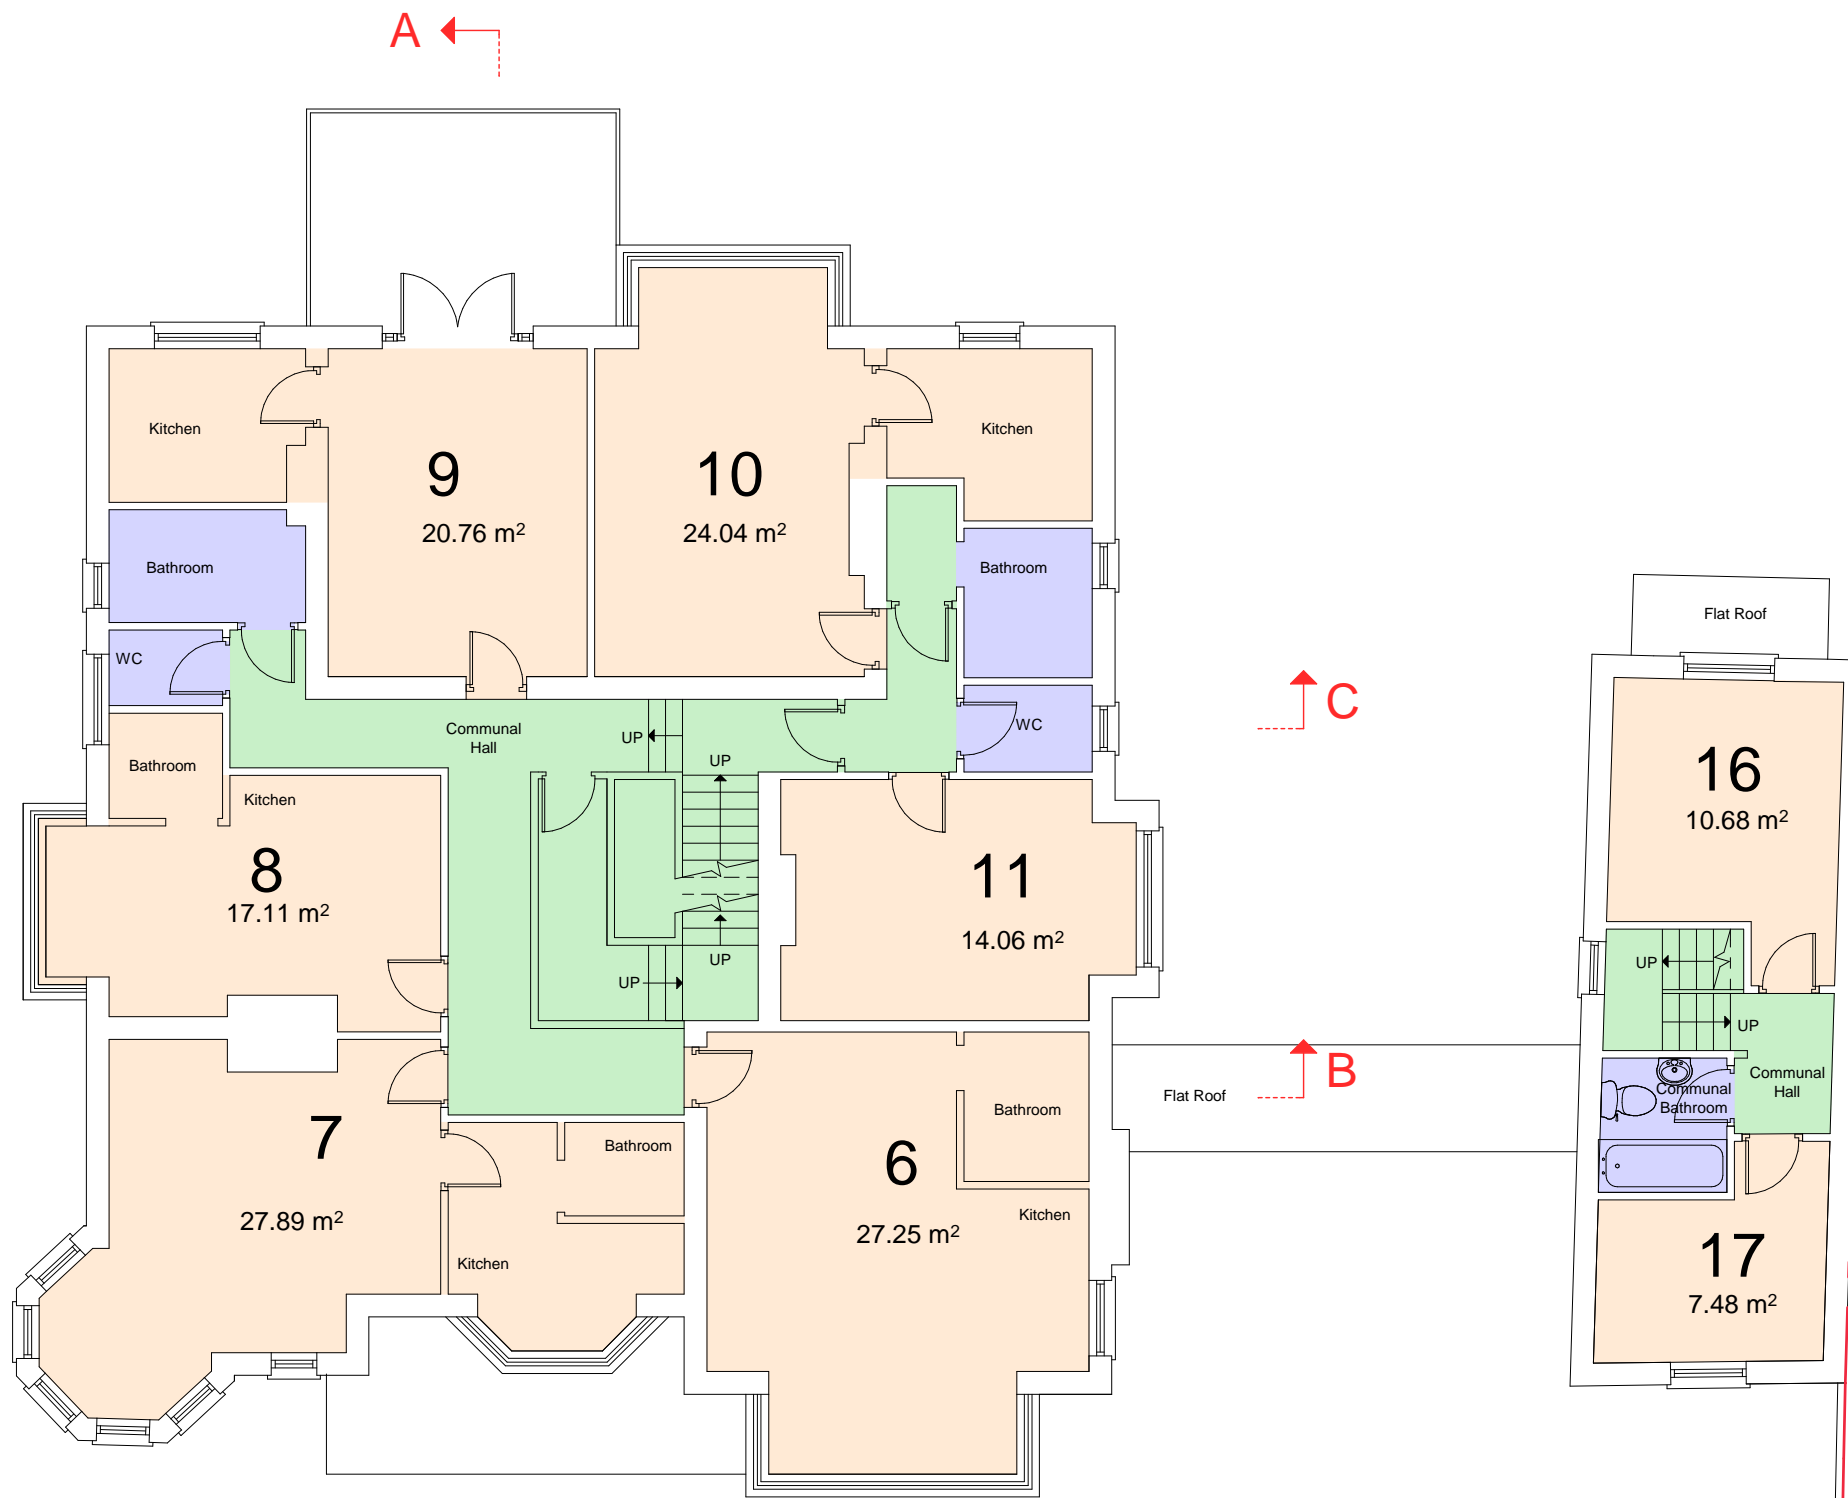 A
Kitchen
9
20.76 m²
10
24.04 m²
Kitchen
Bathroom
Bathroom
Flat Roof
WC
Communal
Hall
UP
UP
WC
C
Bathroom
Kitchen
8
17.11 m²
11
14.06 m²
16
10.68 m²
UP
UP
UP
UP
B
Flat Roof
Communal
Hall
Communal
Bathroom
7
27.89 m²
Bathroom
Kitchen
6
27.25 m²
Bathroom
Kitchen
17
7.48 m²